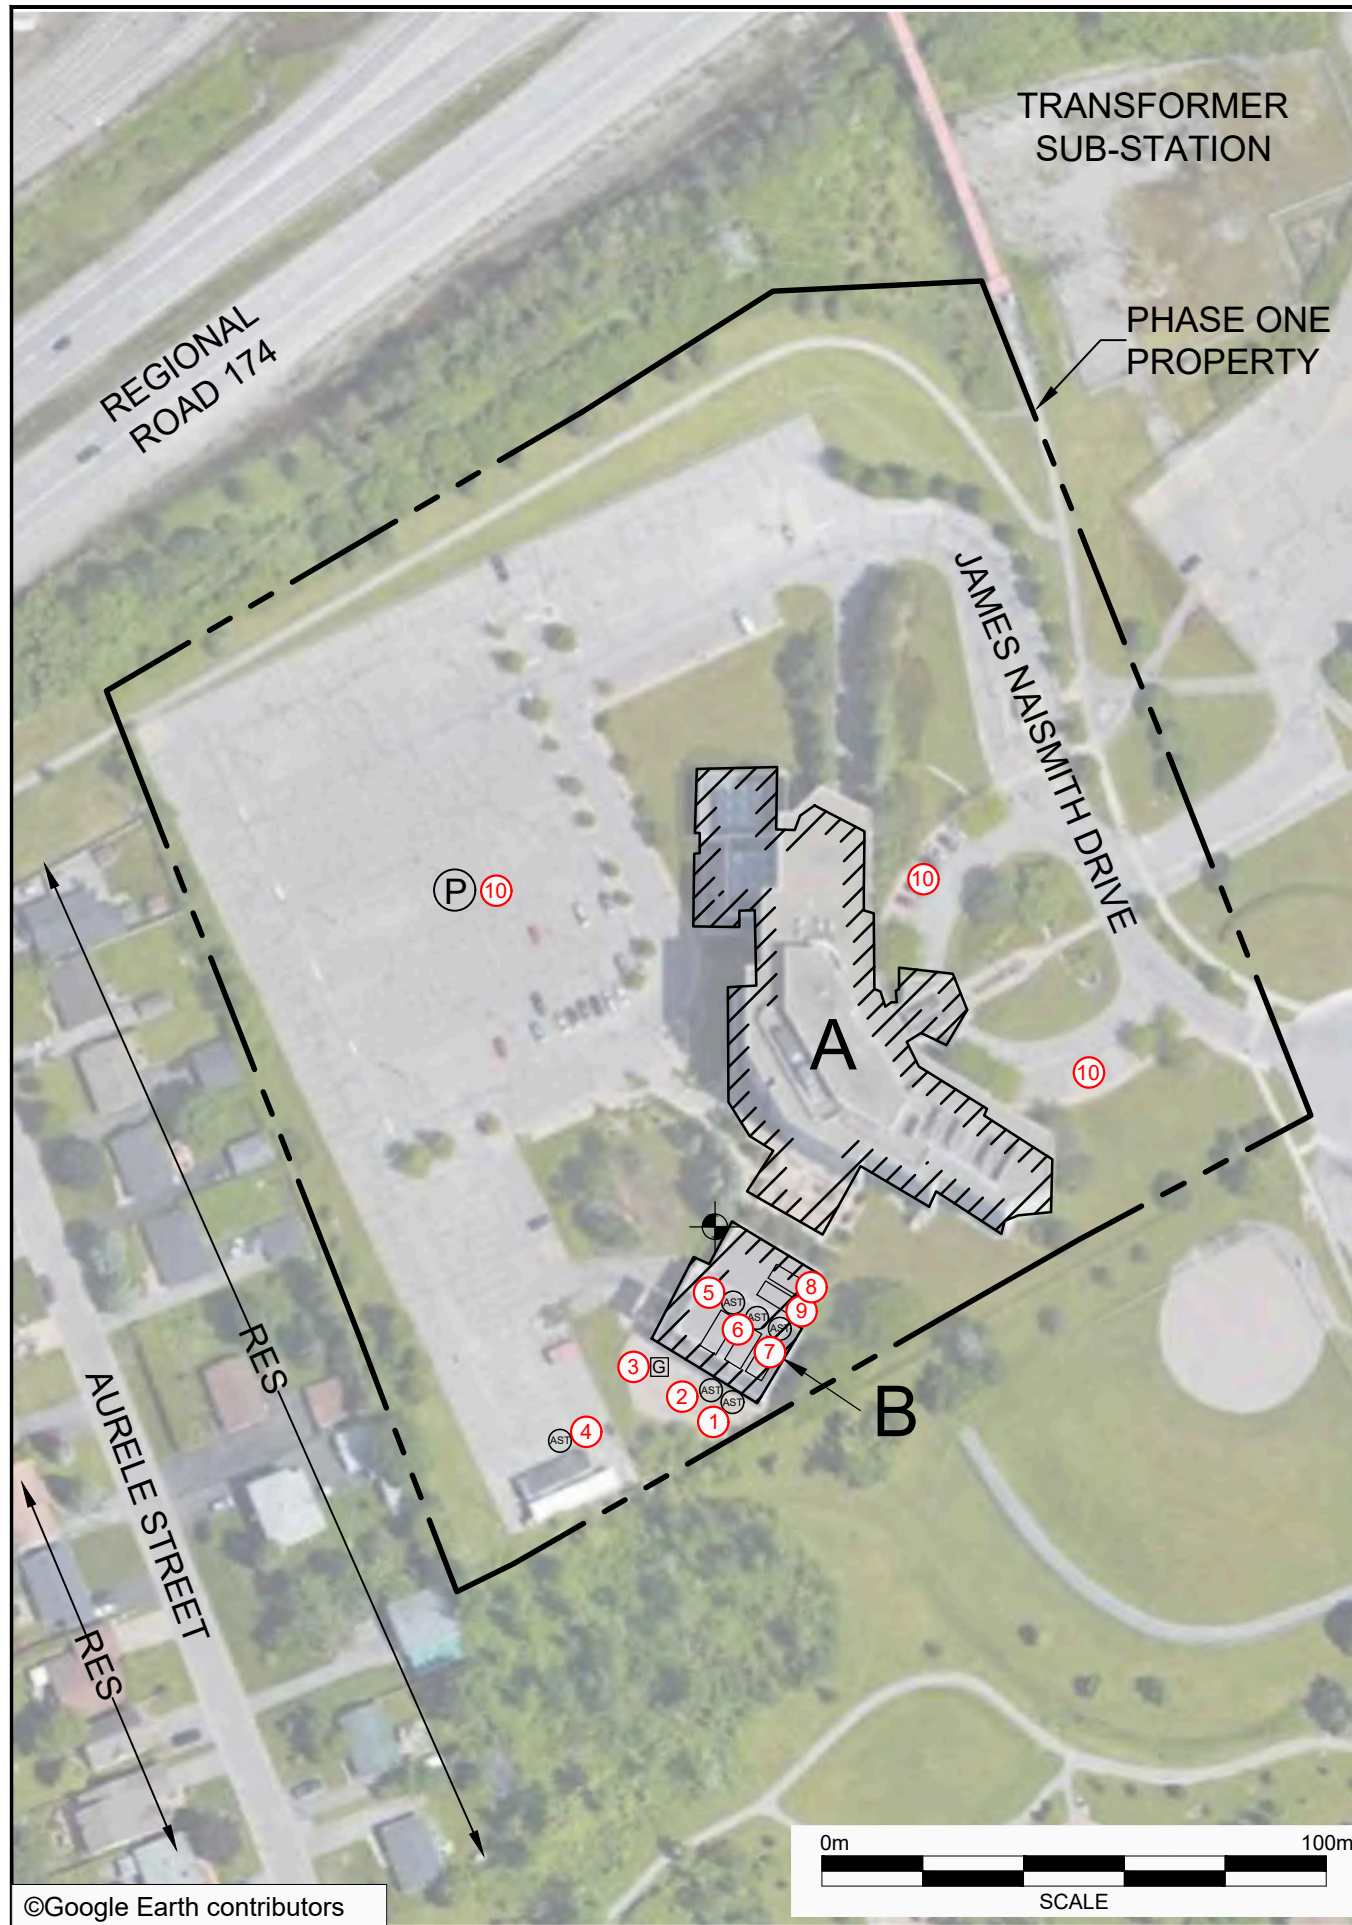 TRANSFORMER
SUB-STATION
PHASE ONE
PROPERTY
REGIONAL
ROAD 174
JAMES NAISMITH DRIVE
P
10
10
A
10
5
AST
8
AST
9
6
AST
7
3
G
2
AST
AST
1
B
AST
4
RES
AURELE STREET
RES
0m
100m
SCALE
©Google Earth contributors